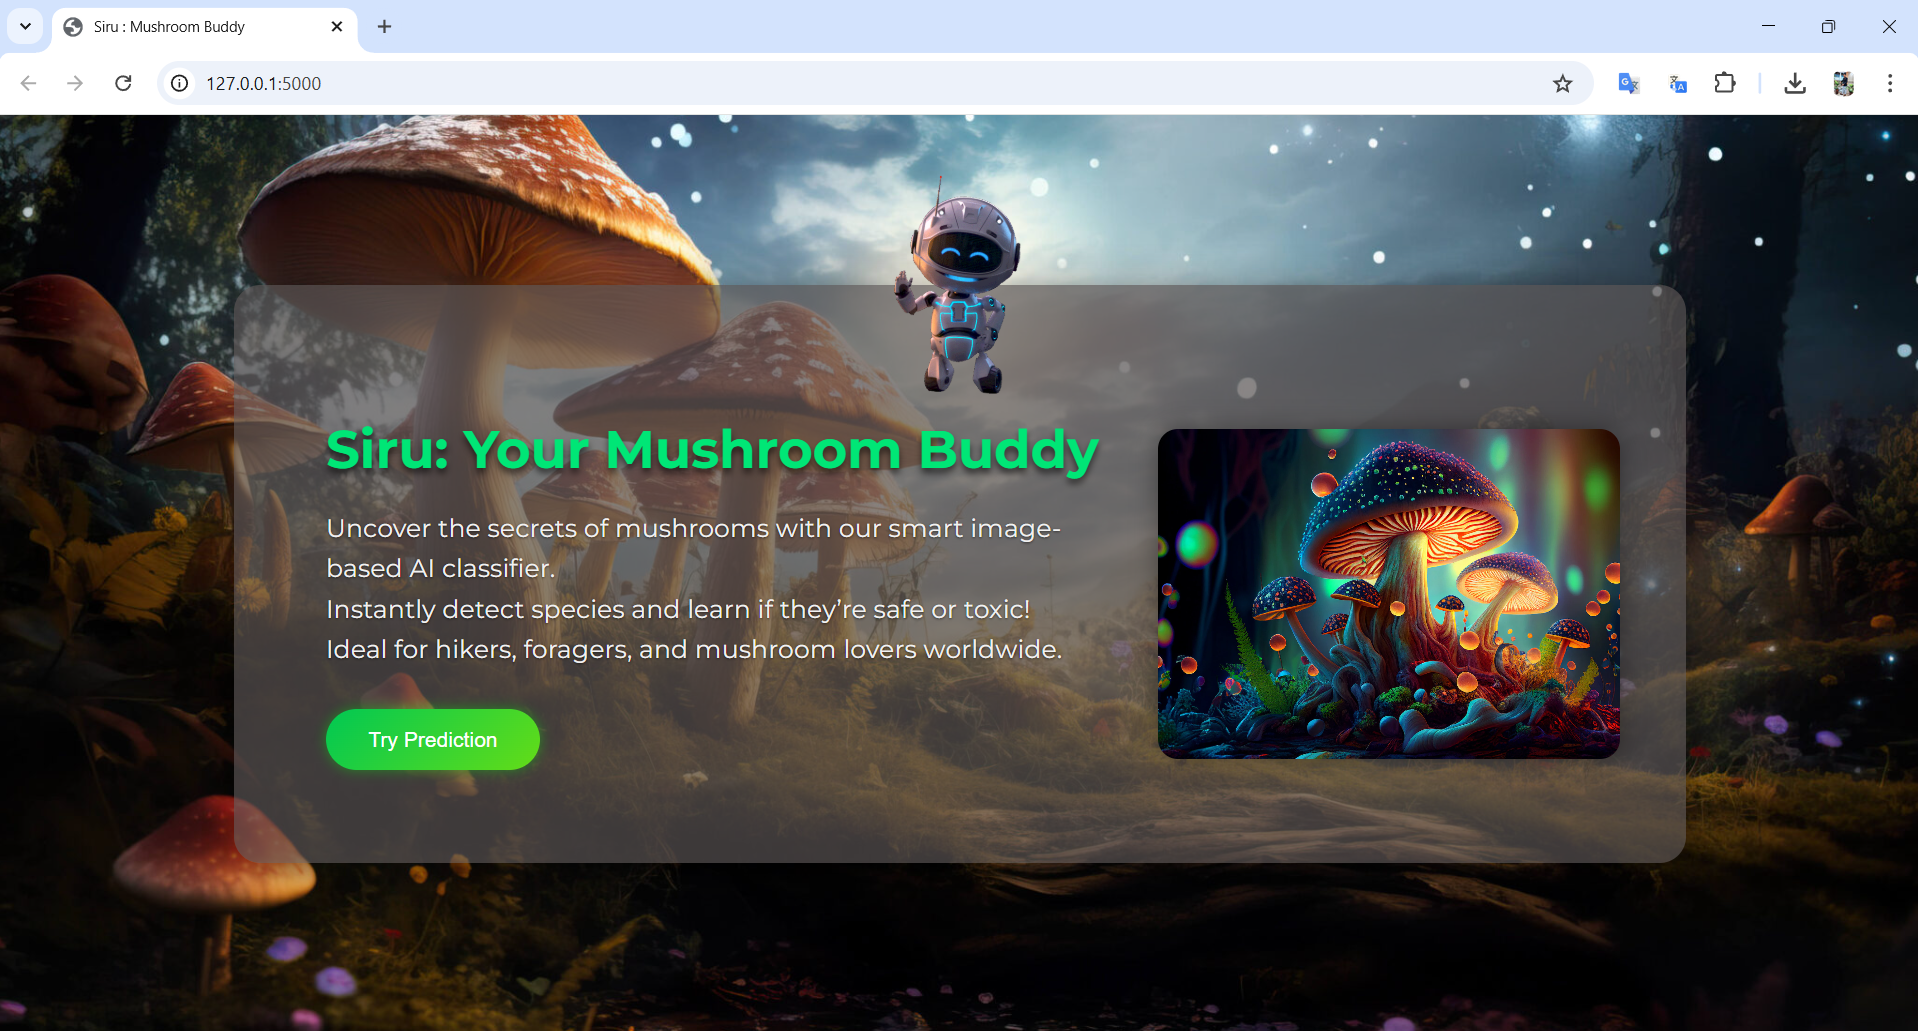 Siru : Mushroom Buddy
127.0.0.1:5000
Siru: Your Mushroom Buddy
Uncover the secrets of mushrooms with our smart image-
based AI classifier.
Instantly detect species and learn if they’re safe or toxic!
Ideal for hikers, foragers, and mushroom lovers worldwide.
Try Prediction